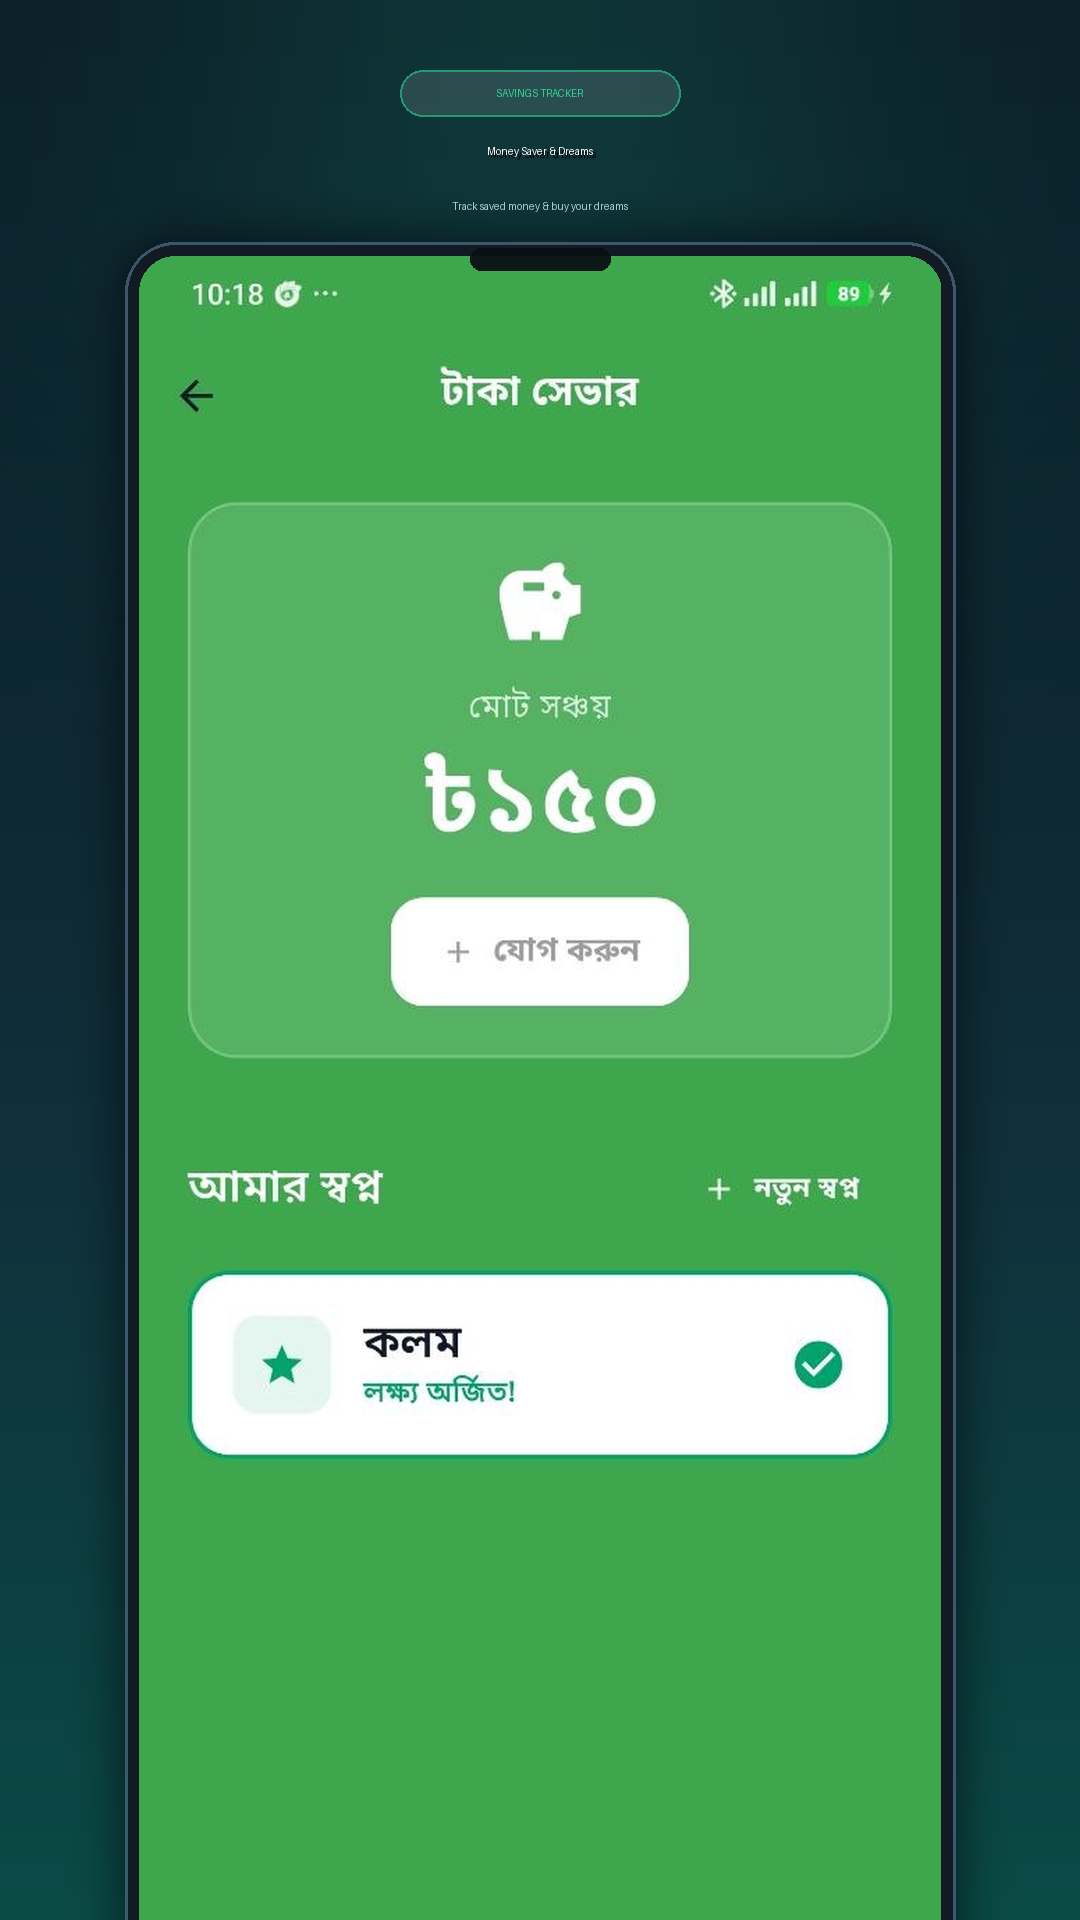 SAVINGS TRACKER
Money Saver & Dreams
Track saved money & buy your dreams
10:18 ... 89
টাকা সেভার
মোট সঞ্চয়
৳১৫০
+ যোগ করুন
আমার স্বপ্ন + নতুন স্বপ্ন
কলম
লক্ষ্য অর্জিত!